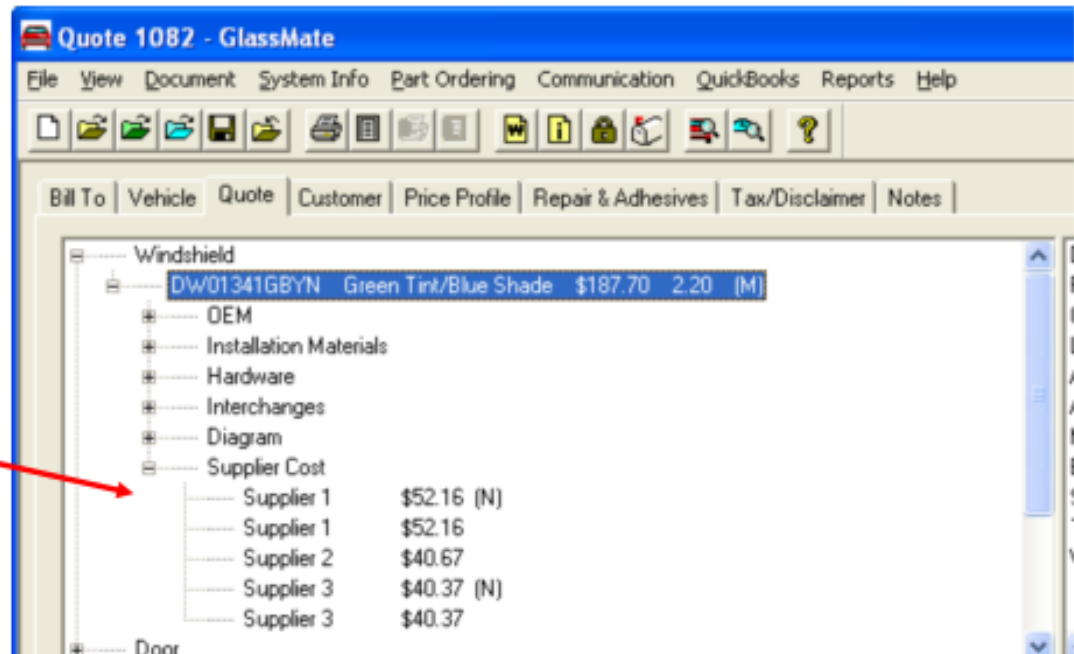 Quote 1082 - GlassMate
File View Document System Info Part Ordering Communication QuickBooks Reports Help
Bill To Vehicle Quote Customer Price Profile Repair & Adhesives Tax/Disclaimer Notes
Windshield
DW01341GBYN Green Tint/Blue Shade $187.70 2.20 (M)
OEM
Installation Materials
Hardware
Interchanges
Diagram
Supplier Cost
Supplier 1 $52.16 (N)
Supplier 1 $52.16
Supplier 2 $40.67
Supplier 3 $40.37 (N)
Supplier 3 $40.37
Door